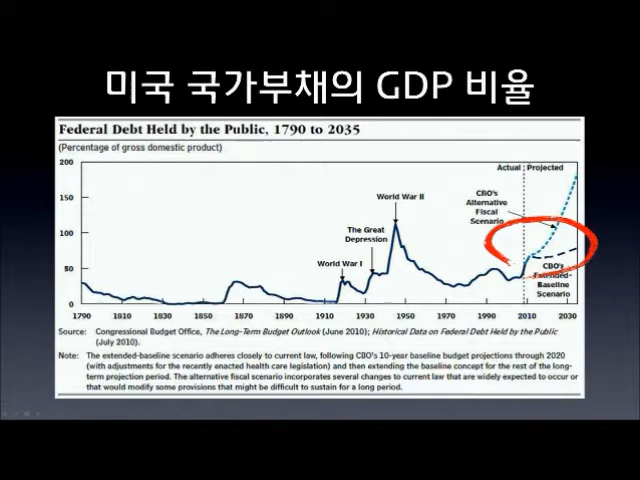 미국 국가부채의 GDP 비율
Federal Debt Held by the Public, 1790 to 2035
(Percentage of gross domestic product)
200
150
100
50
0
Actual Projected
CBO's
Alternative
Fiscal
Scenario
World War II
The Great
Depression
World War I
CBO's
Extended-
Baseline
Scenario
1790 1810 1830 1850 1870 1890 1910 1930 1950 1970 1990 2010 2030
Source: Congressional Budget Office, The Long-Term Budget Outlook (June 2010); Historical Data on Federal Debt Held by the Public
(July 2010).
Note: The extended-baseline scenario adheres closely to current law, following CBO's 10-year baseline budget projections through 2020
(with adjustments for the recently enacted health care legislation) and then extending the baseline concept for the rest of the long-
term projection period. The alternative fiscal scenario incorporates several changes to current law that are widely expected to occur or
that would modify some provisions that might be difficult to sustain for a long period.